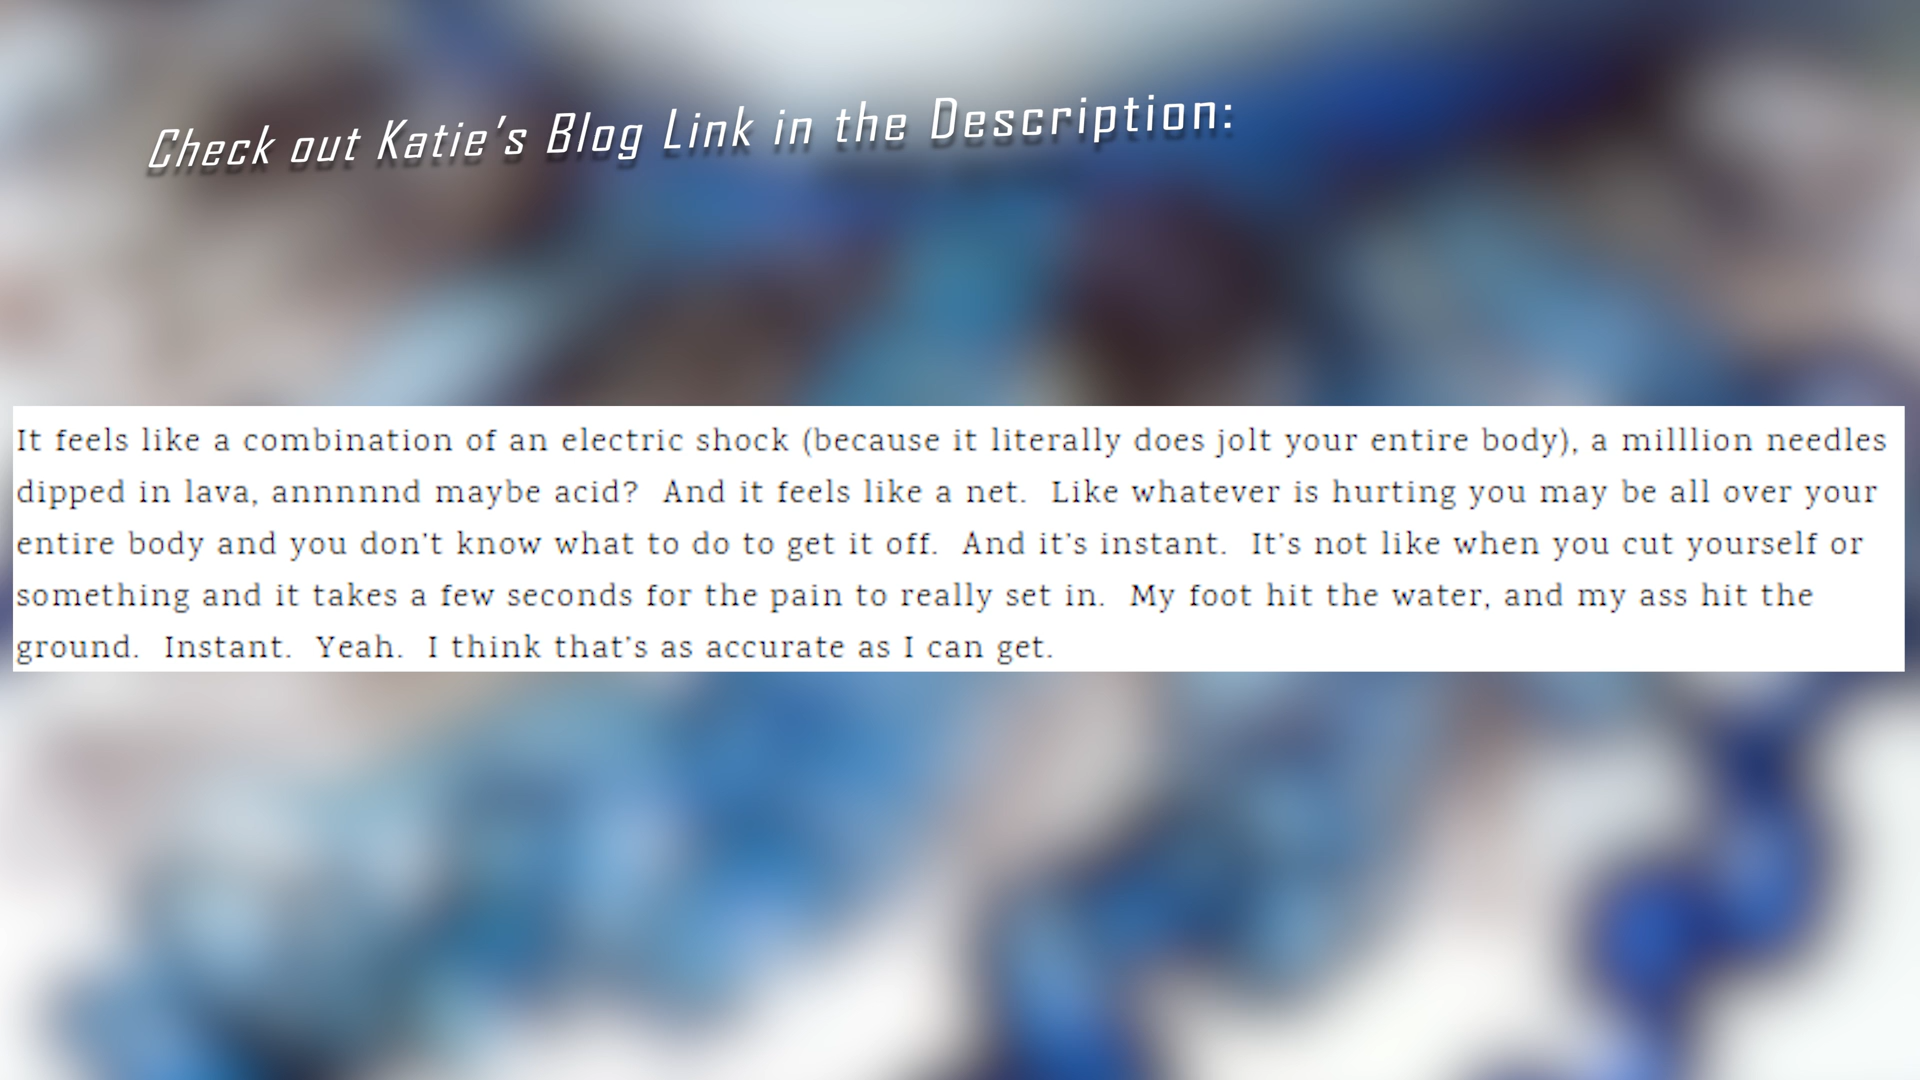 Check out Katie's Blog Link in the Description:
It feels like a combination of an electric shock (because it literally does jolt your entire body), a milllion needles
dipped in lava, annnnnd maybe acid?  And it feels like a net.  Like whatever is hurting you may be all over your
entire body and you don't know what to do to get it off.  And it's instant.  It's not like when you cut yourself or
something and it takes a few seconds for the pain to really set in.  My foot hit the water, and my ass hit the
ground.  Instant.  Yeah.  I think that's as accurate as I can get.